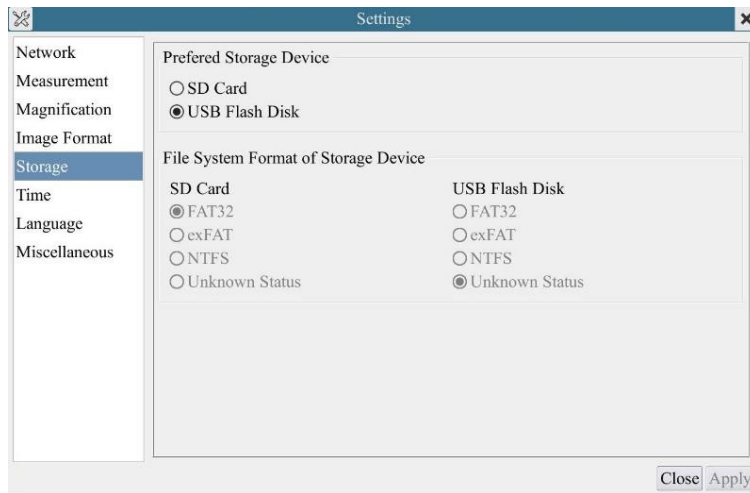 Settings
Network
Measurement
Magnification
Image Format
Storage
Time
Language
Miscellaneous
Prefered Storage Device
SD Card
USB Flash Disk
File System Format of Storage Device
SD Card
FAT32
exFAT
NTFS
Unknown Status
USB Flash Disk
FAT32
exFAT
NTFS
Unknown Status
Close
Apply